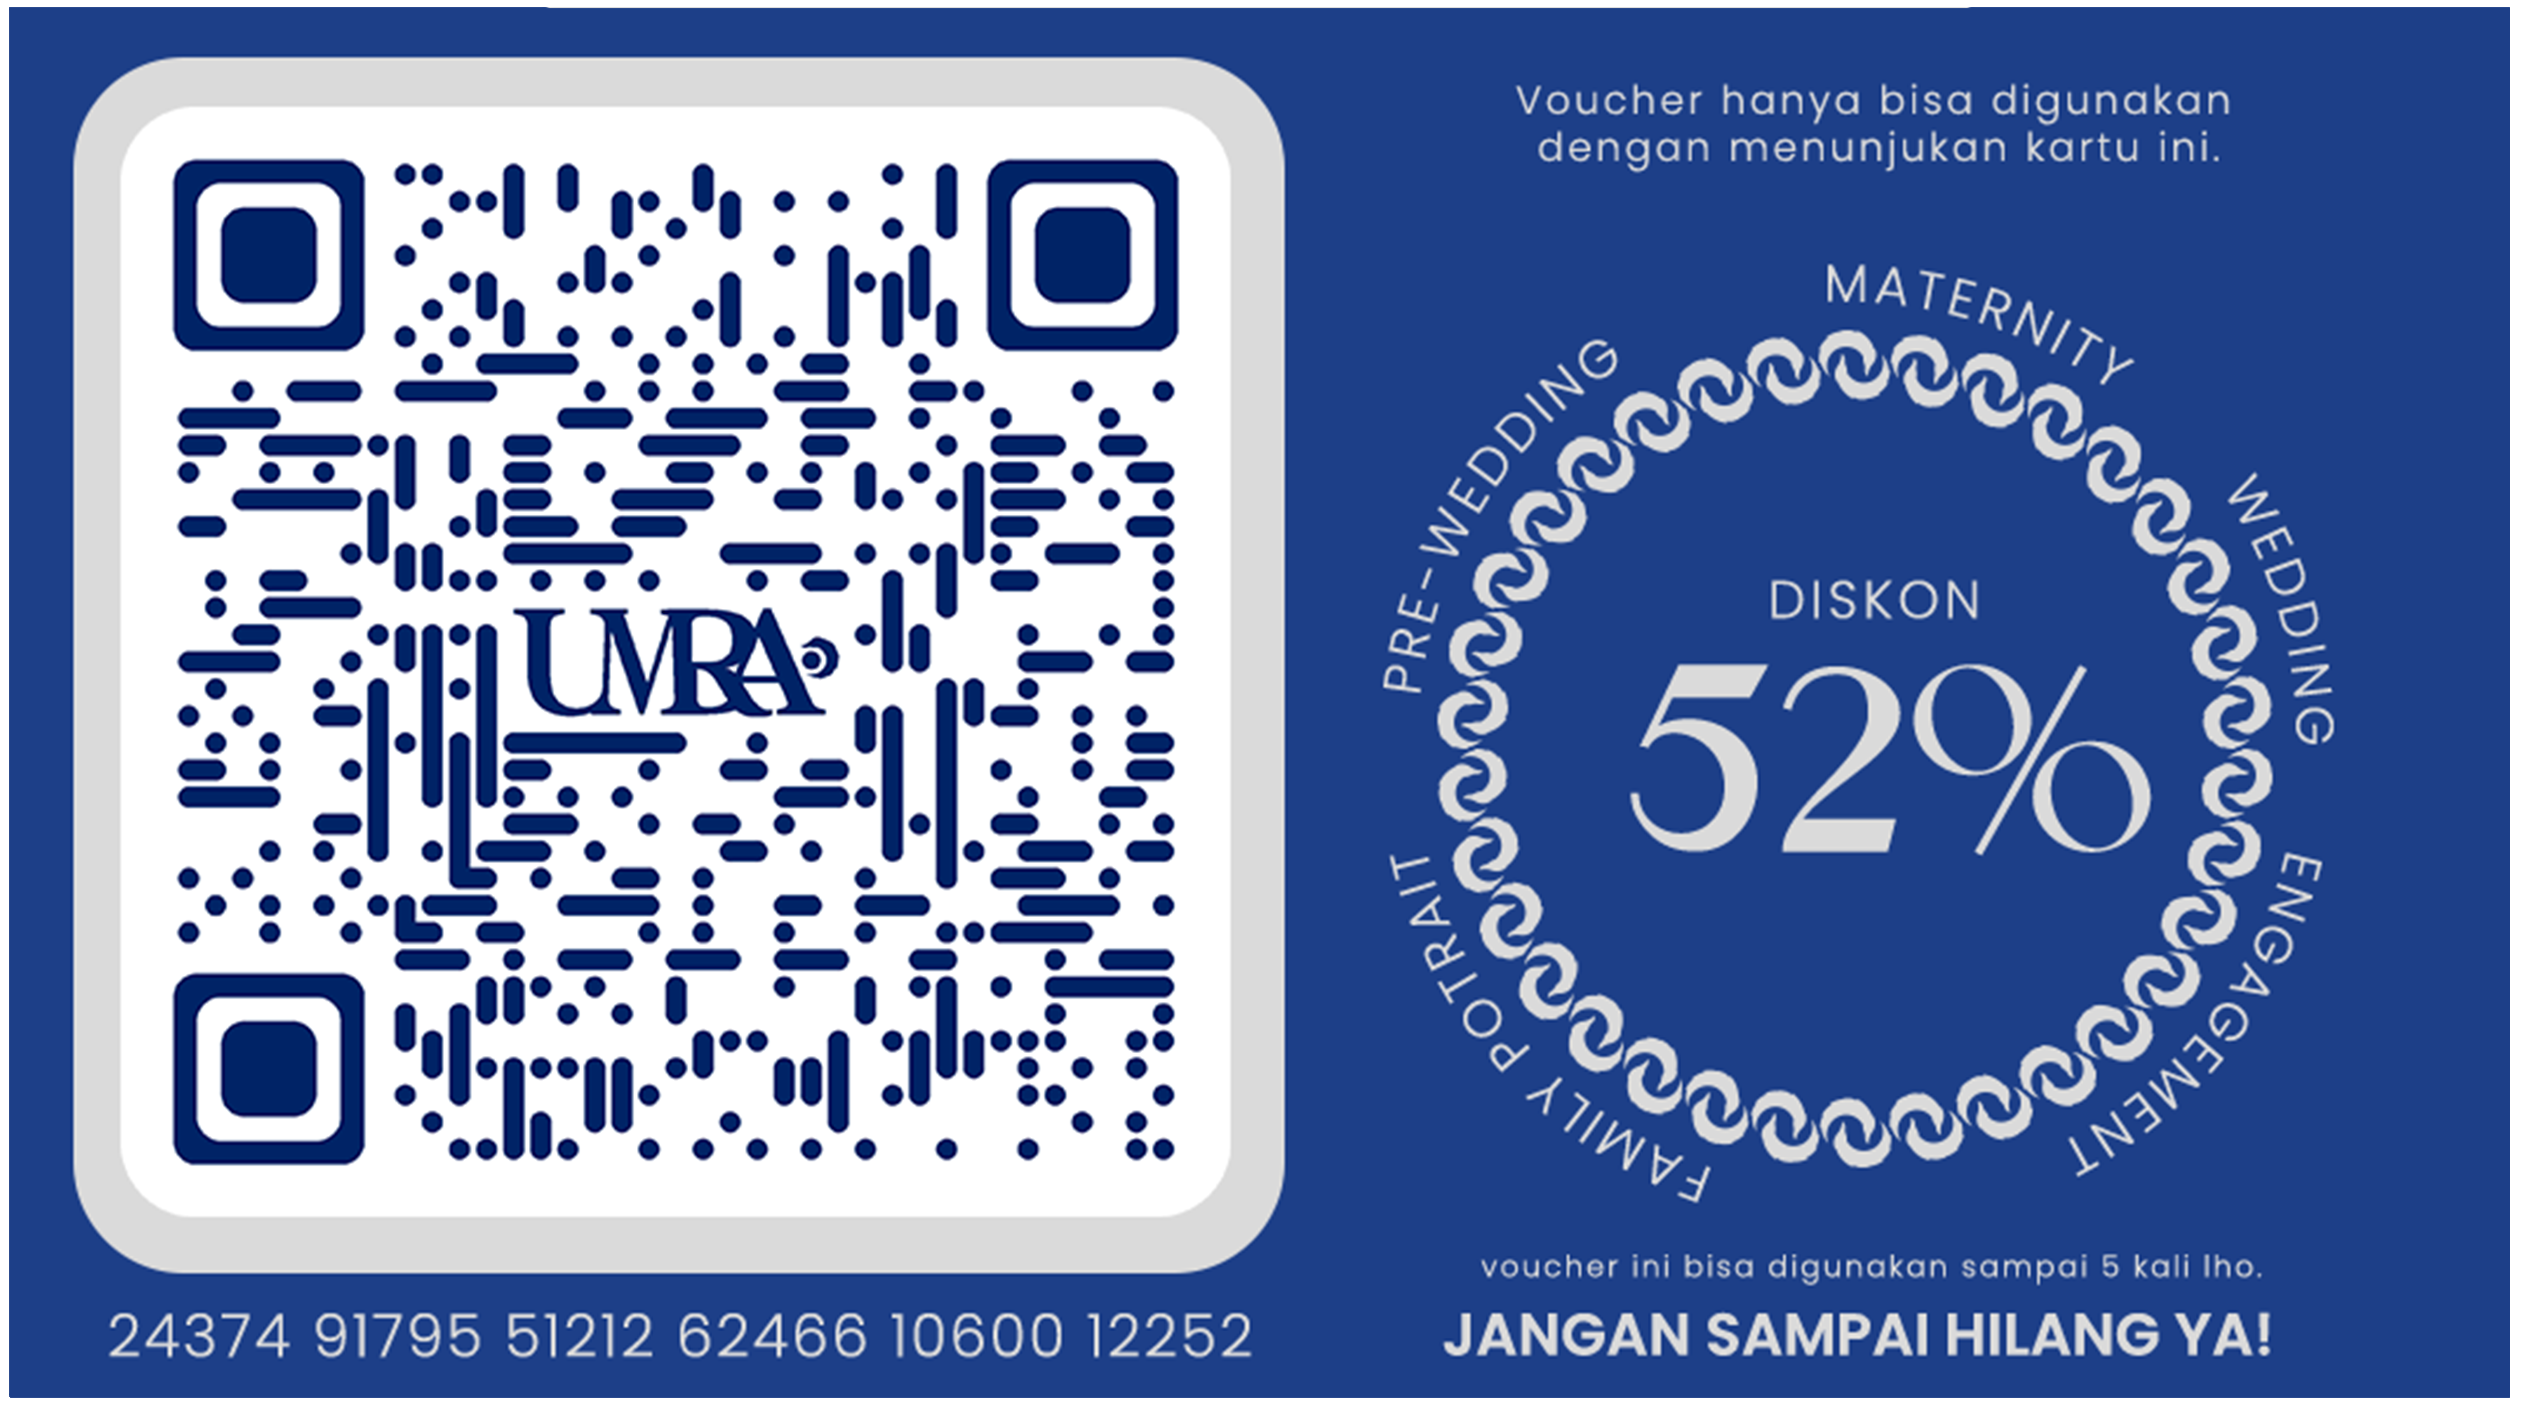 UMRA
24374 91795 51212 62466 10600 12252
Voucher hanya bisa digunakan
dengan menunjukan kartu ini.
PRE-WEDDING
MATERNITY
WEDDING
ENGAGEMENT
FAMILY POTRAIT
DISKON
52%
voucher ini bisa digunakan sampai 5 kali lho.
JANGAN SAMPAI HILANG YA!